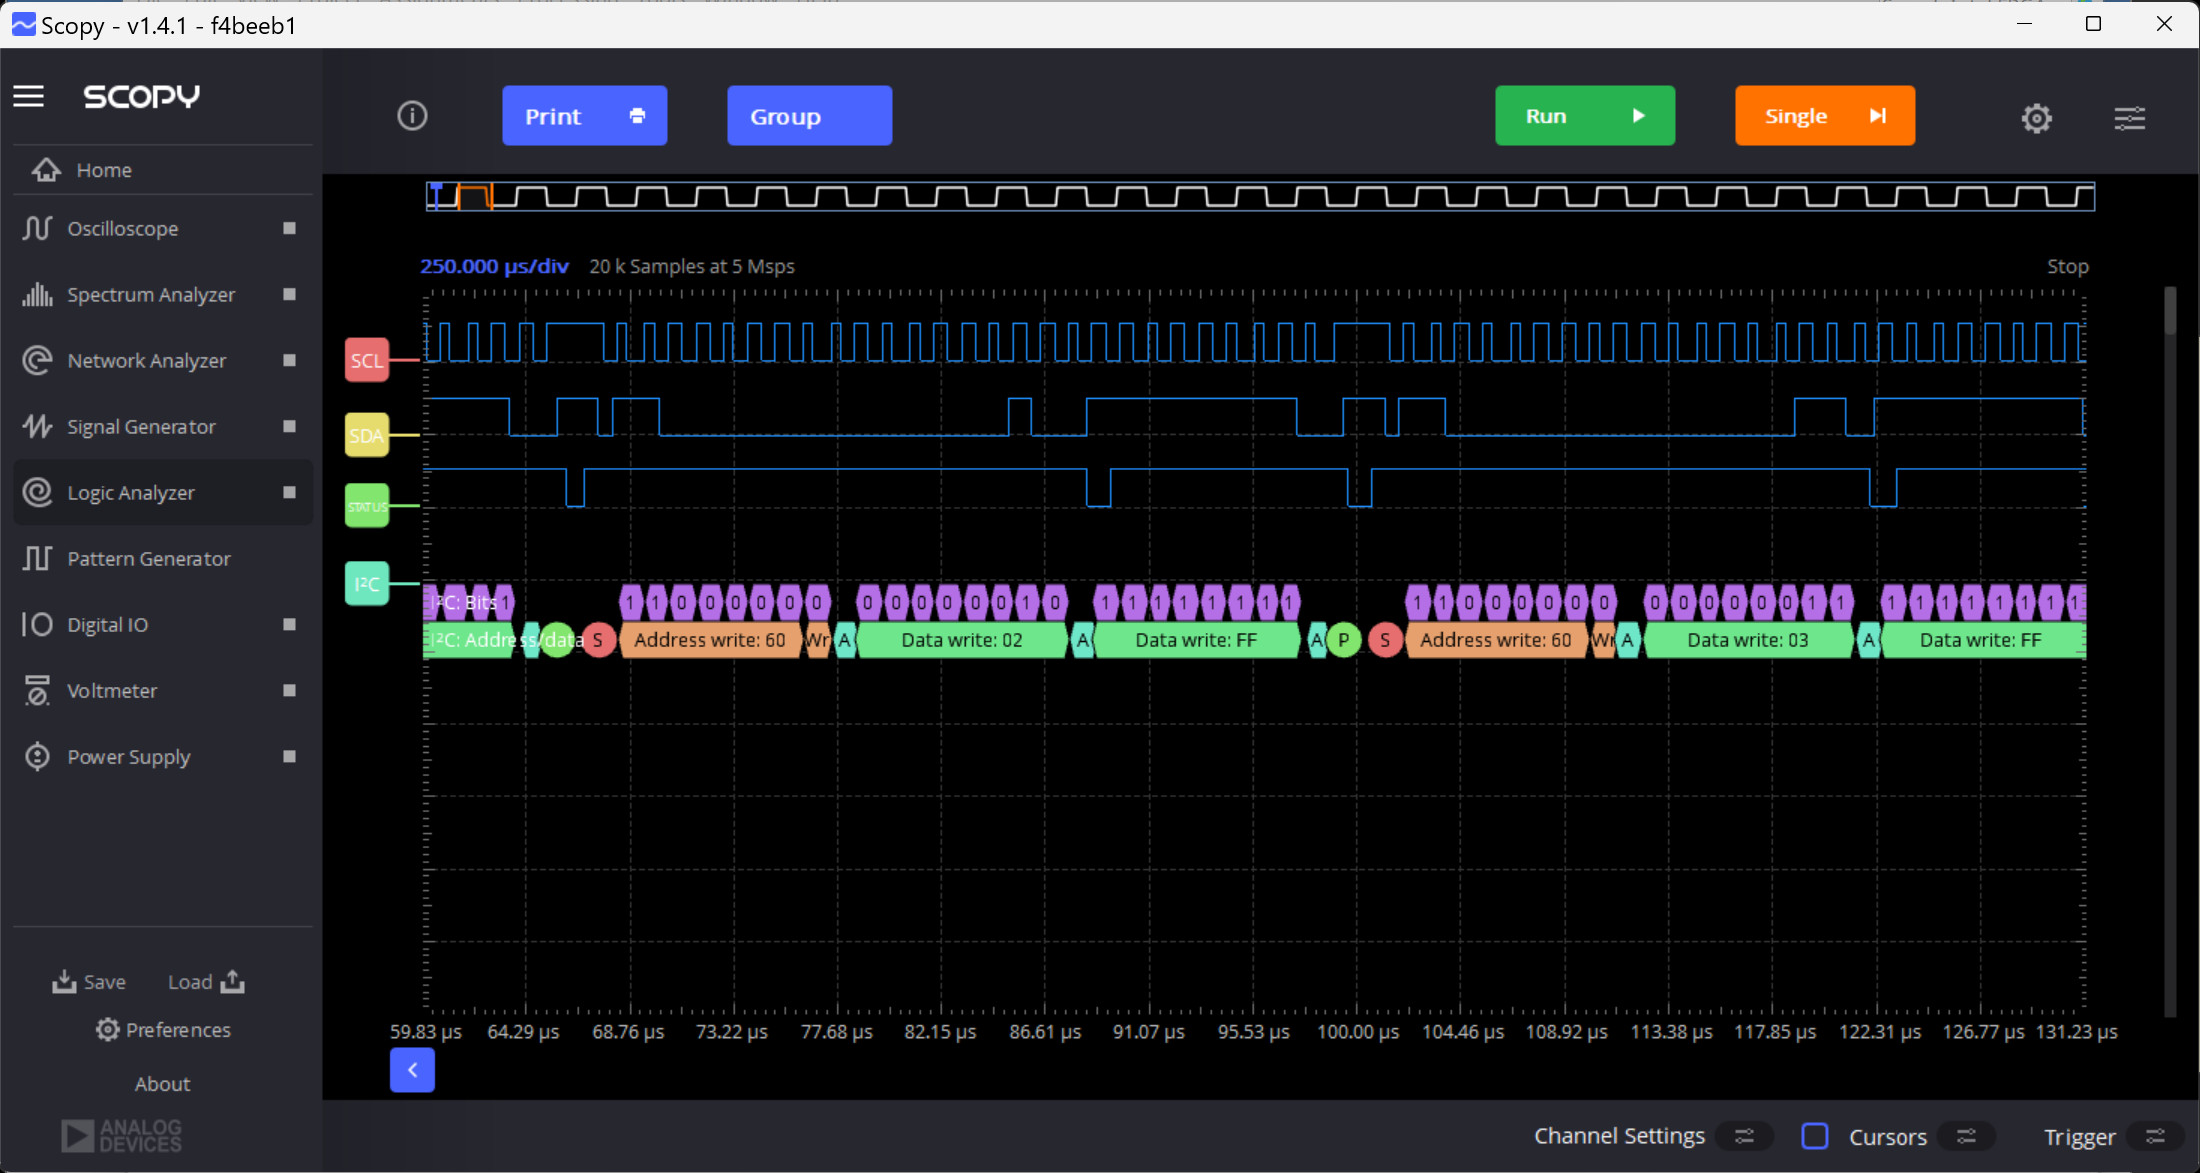 Scopy - v1.4.1 - f4beeb1
SCOPY
Print
Group
Run
Single
Home
Oscilloscope
Spectrum Analyzer
Network Analyzer
Signal Generator
Logic Analyzer
Pattern Generator
Digital IO
Voltmeter
Power Supply
Save
Load
Preferences
About
ANALOG
DEVICES
250.000 µs/div
20 k Samples at 5 Msps
Stop
SCL
SDA
STATUS
I²C
I²C: Bits 1 1 1 0 0 0 0 0 0 0 0 0 0 0 0 1 0 1 1 1 1 1 1 1 1 1 1 0 0 0 0 0 0 0 0 0 0 0 0 1 1 1 1 1 1 1 1 1 1
I²C: Address/data S Address write: 60 Wr A Data write: 02 A Data write: FF A P S Address write: 60 Wr A Data write: 03 A Data write: FF
59.83 µs 64.29 µs 68.76 µs 73.22 µs 77.68 µs 82.15 µs 86.61 µs 91.07 µs 95.53 µs 100.00 µs 104.46 µs 108.92 µs 113.38 µs 117.85 µs 122.31 µs 126.77 µs 131.23 µs
Channel Settings
Cursors
Trigger